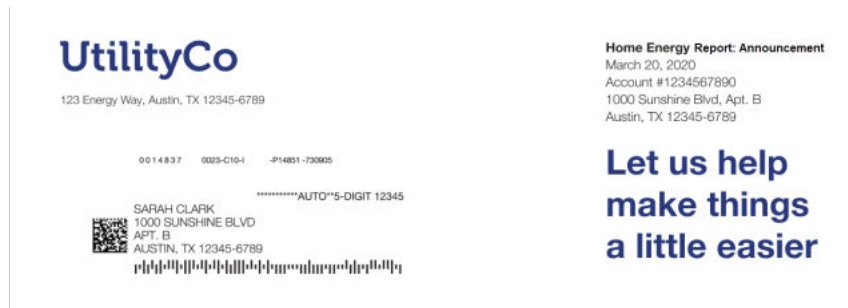 UtilityCo
123 Energy Way, Austin, TX 12345-6789
0014837 0023-C10-I -P14851 -730905
***********AUTO**5-DIGIT 12345
SARAH CLARK
1000 SUNSHINE BLVD
APT. B
AUSTIN, TX 12345-6789
Home Energy Report: Announcement
March 20, 2020
Account #1234567890
1000 Sunshine Blvd, Apt. B
Austin, TX 12345-6789
Let us help
make things
a little easier